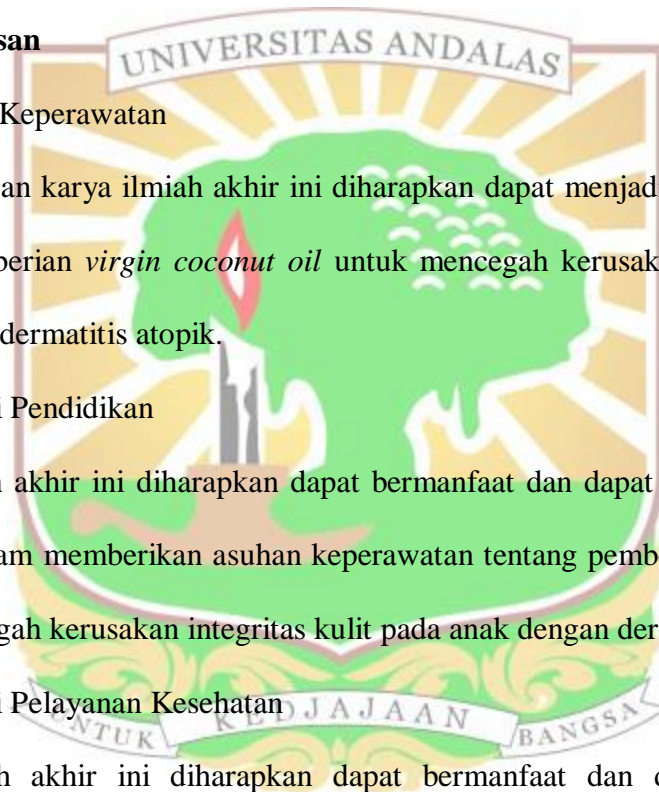 san
UNIVERSITAS ANDALAS
Keperawatan
an karya ilmiah akhir ini diharapkan dapat menjad
berian virgin coconut oil untuk mencegah kerusak
dermatitis atopik.
i Pendidikan
akhir ini diharapkan dapat bermanfaat dan dapat
am memberikan asuhan keperawatan tentang pemb
gah kerusakan integritas kulit pada anak dengan der
i Pelayanan Kesehatan
UNTUK KEDJAJAAN BANGSA
h akhir ini diharapkan dapat bermanfaat dan d